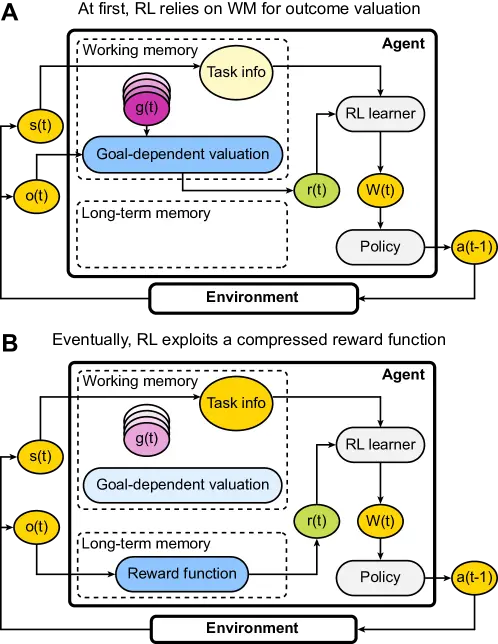 A
At first, RL relies on WM for outcome valuation
Agent
Working memory
Task info
g(t)
s(t)
RL learner
Goal-dependent valuation
o(t)
r(t)
W(t)
Long-term memory
Policy
a(t-1)
Environment
B
Eventually, RL exploits a compressed reward function
Agent
Working memory
Task info
g(t)
s(t)
RL learner
Goal-dependent valuation
o(t)
r(t)
W(t)
Long-term memory
Reward function
Policy
a(t-1)
Environment